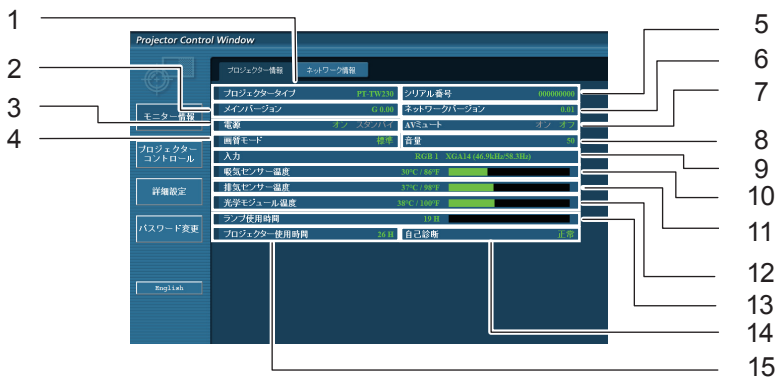 1
2
3
4
Projector Control Window
プロジェクター情報 ネットワーク情報
プロジェクタータイプ PT-TW230 シリアル番号 000000000
メインバージョン G 0.00 ネットワークバージョン 0.01
電源 オン スタンバイ AVミュート オン オフ
画質モード 標準 音量 50
入力 RGB 1 XGA14 (46.9kHz/58.3Hz)
吸気センサー温度 30°C / 86°F
排気センサー温度 37°C / 98°F
光学モジュール温度 38°C / 100°F
ランプ使用時間 19 H
プロジェクター使用時間 26 H 自己診断 正常
モニター情報
プロジェクター
コントロール
詳細設定
パスワード変更
English
5
6
7
8
9
10
11
12
13
14
15